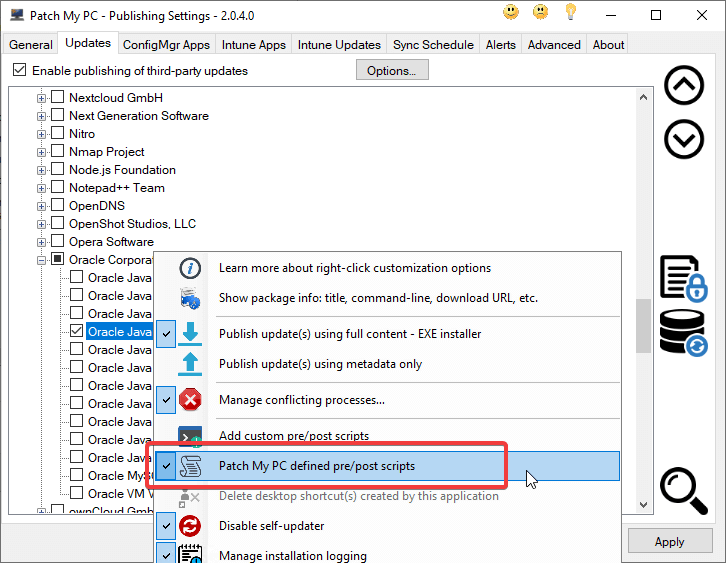 Patch My PC - Publishing Settings - 2.0.4.0
General Updates ConfigMgr Apps Intune Apps Intune Updates Sync Schedule Alerts Advanced About
Enable publishing of third-party updates Options...
Nextcloud GmbH
Next Generation Software
Nitro
Nmap Project
Node.js Foundation
Notepad++ Team
OpenDNS
OpenShot Studios, LLC
Opera Software
Oracle Corporat
Oracle Java
Oracle Java
Oracle Java
Oracle Java
Oracle Java
Oracle Java
Oracle Java
Oracle Java
Oracle Java
Oracle Java
Oracle Java
Oracle MyS
Oracle VM V
ownCloud GmbH
Learn more about right-click customization options
Show package info: title, command-line, download URL, etc.
Publish update(s) using full content - EXE installer
Publish update(s) using metadata only
Manage conflicting processes...
Add custom pre/post scripts
Patch My PC defined pre/post scripts
Delete desktop shortcut(s) created by this application
Disable self-updater
Manage installation logging
Apply